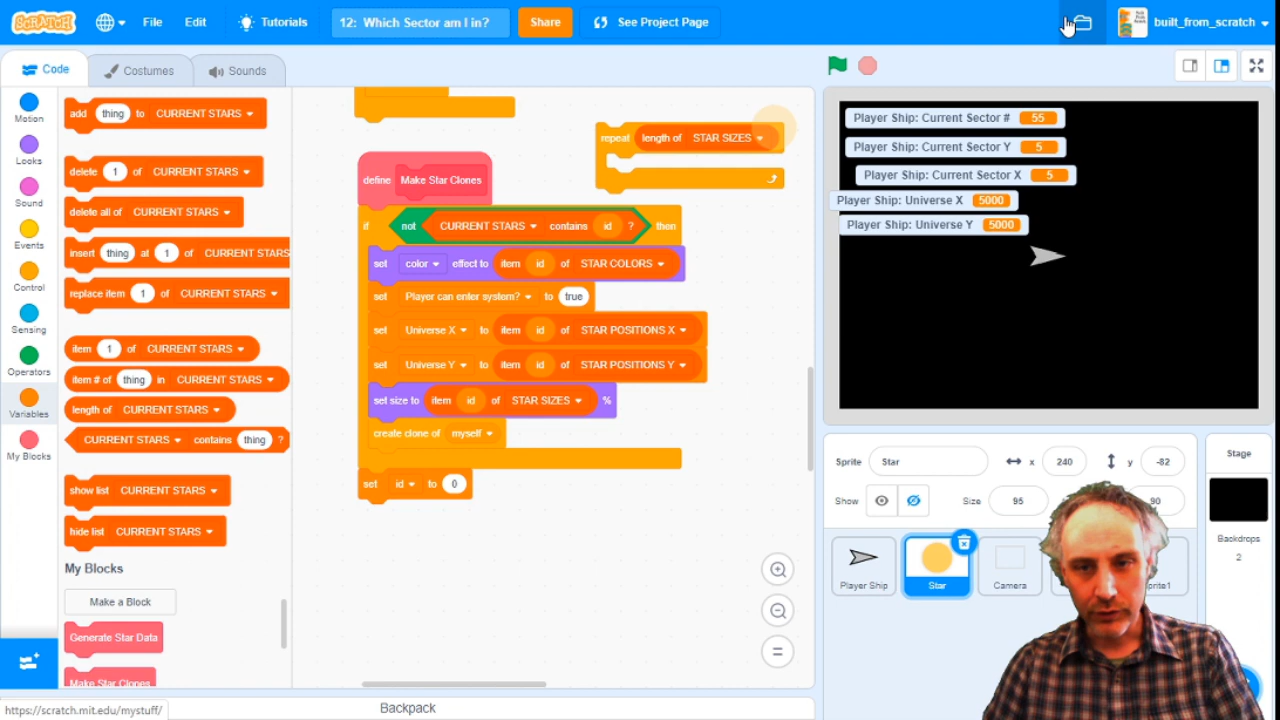 SCRATCH File Edit Tutorials 12: Which Sector am I in? Share See Project Page built_from_scratch
Code Costumes Sounds
Motion
Looks
Sound
Events
Control
Sensing
Operators
Variables
My Blocks
add thing to CURRENT STARS
delete 1 of CURRENT STARS
delete all of CURRENT STARS
insert thing at 1 of CURRENT STARS
replace item 1 of CURRENT STARS
item 1 of CURRENT STARS
item # of thing in CURRENT STARS
length of CURRENT STARS
CURRENT STARS contains thing ?
show list CURRENT STARS
hide list CURRENT STARS
My Blocks
Make a Block
Generate Star Data
Make Star Clones
repeat length of STAR SIZES
define Make Star Clones
if not CURRENT STARS contains id ? then
set color effect to item id of STAR COLORS
set Player can enter system? to true
set Universe X to item id of STAR POSITIONS X
set Universe Y to item id of STAR POSITIONS Y
set size to item id of STAR SIZES %
create clone of myself
set id to 0
Player Ship: Current Sector # 55
Player Ship: Current Sector Y 5
Player Ship: Current Sector X 5
Player Ship: Universe X 5000
Player Ship: Universe Y 5000
Sprite Star x 240 y -82
Show Size 95 90
Player Ship Star Camera
Stage
Backdrops
2
Backpack
https://scratch.mit.edu/mystuff/